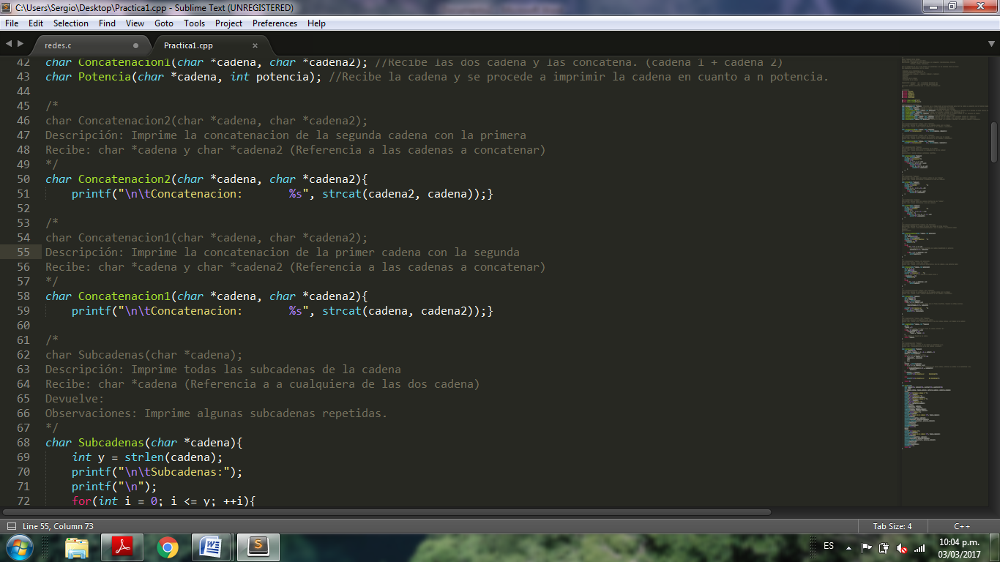 C:\Users\Sergio\Desktop\Practica1.cpp - Sublime Text (UNREGISTERED)
File Edit Selection Find View Goto Tools Project Preferences Help
redes.c Practica1.cpp
42 char Concatenacion1(char *cadena, char *cadena2); //Recibe las dos cadena y las concatena. (cadena 1 + cadena 2)
43 char Potencia(char *cadena, int potencia); //Recibe la cadena y se procede a imprimir la cadena en cuanto a n potencia.
44
45 /*
46 char Concatenacion2(char *cadena, char *cadena2);
47 Descripción: Imprime la concatenacion de la segunda cadena con la primera
48 Recibe: char *cadena y char *cadena2 (Referencia a las cadenas a concatenar)
49 */
50 char Concatenacion2(char *cadena, char *cadena2){
51     printf("\n\tConcatenacion:       %s", strcat(cadena2, cadena));}
52
53 /*
54 char Concatenacion1(char *cadena, char *cadena2);
55 Descripción: Imprime la concatenacion de la primer cadena con la segunda
56 Recibe: char *cadena y char *cadena2 (Referencia a las cadenas a concatenar)
57 */
58 char Concatenacion1(char *cadena, char *cadena2){
59     printf("\n\tConcatenacion:       %s", strcat(cadena, cadena2));}
60
61 /*
62 char Subcadenas(char *cadena);
63 Descripción: Imprime todas las subcadenas de la cadena
64 Recibe: char *cadena (Referencia a a cualquiera de las dos cadena)
65 Devuelve:
66 Observaciones: Imprime algunas subcadenas repetidas.
67 */
68 char Subcadenas(char *cadena){
69     int y = strlen(cadena);
70     printf("\n\tSubcadenas:");
71     printf("\n");
72     for(int i = 0; i <= y; ++i){
Line 55, Column 73 Tab Size: 4 C++
ES 10:04 p.m.
03/03/2017